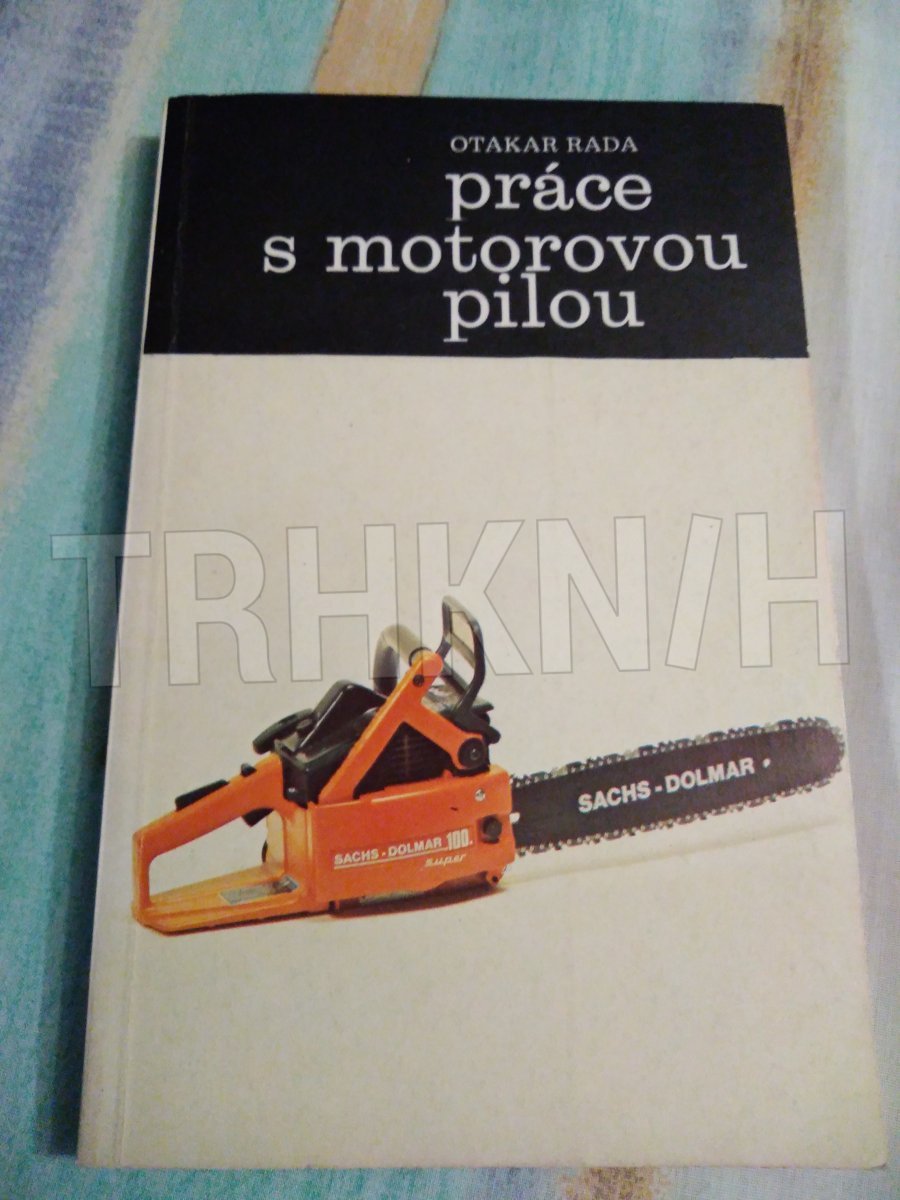 OTAKAR RADA
práce
s motorovou
pilou
TRHKNIH
SACHS-DOLMAR
SACHS-DOLMAR 100
super